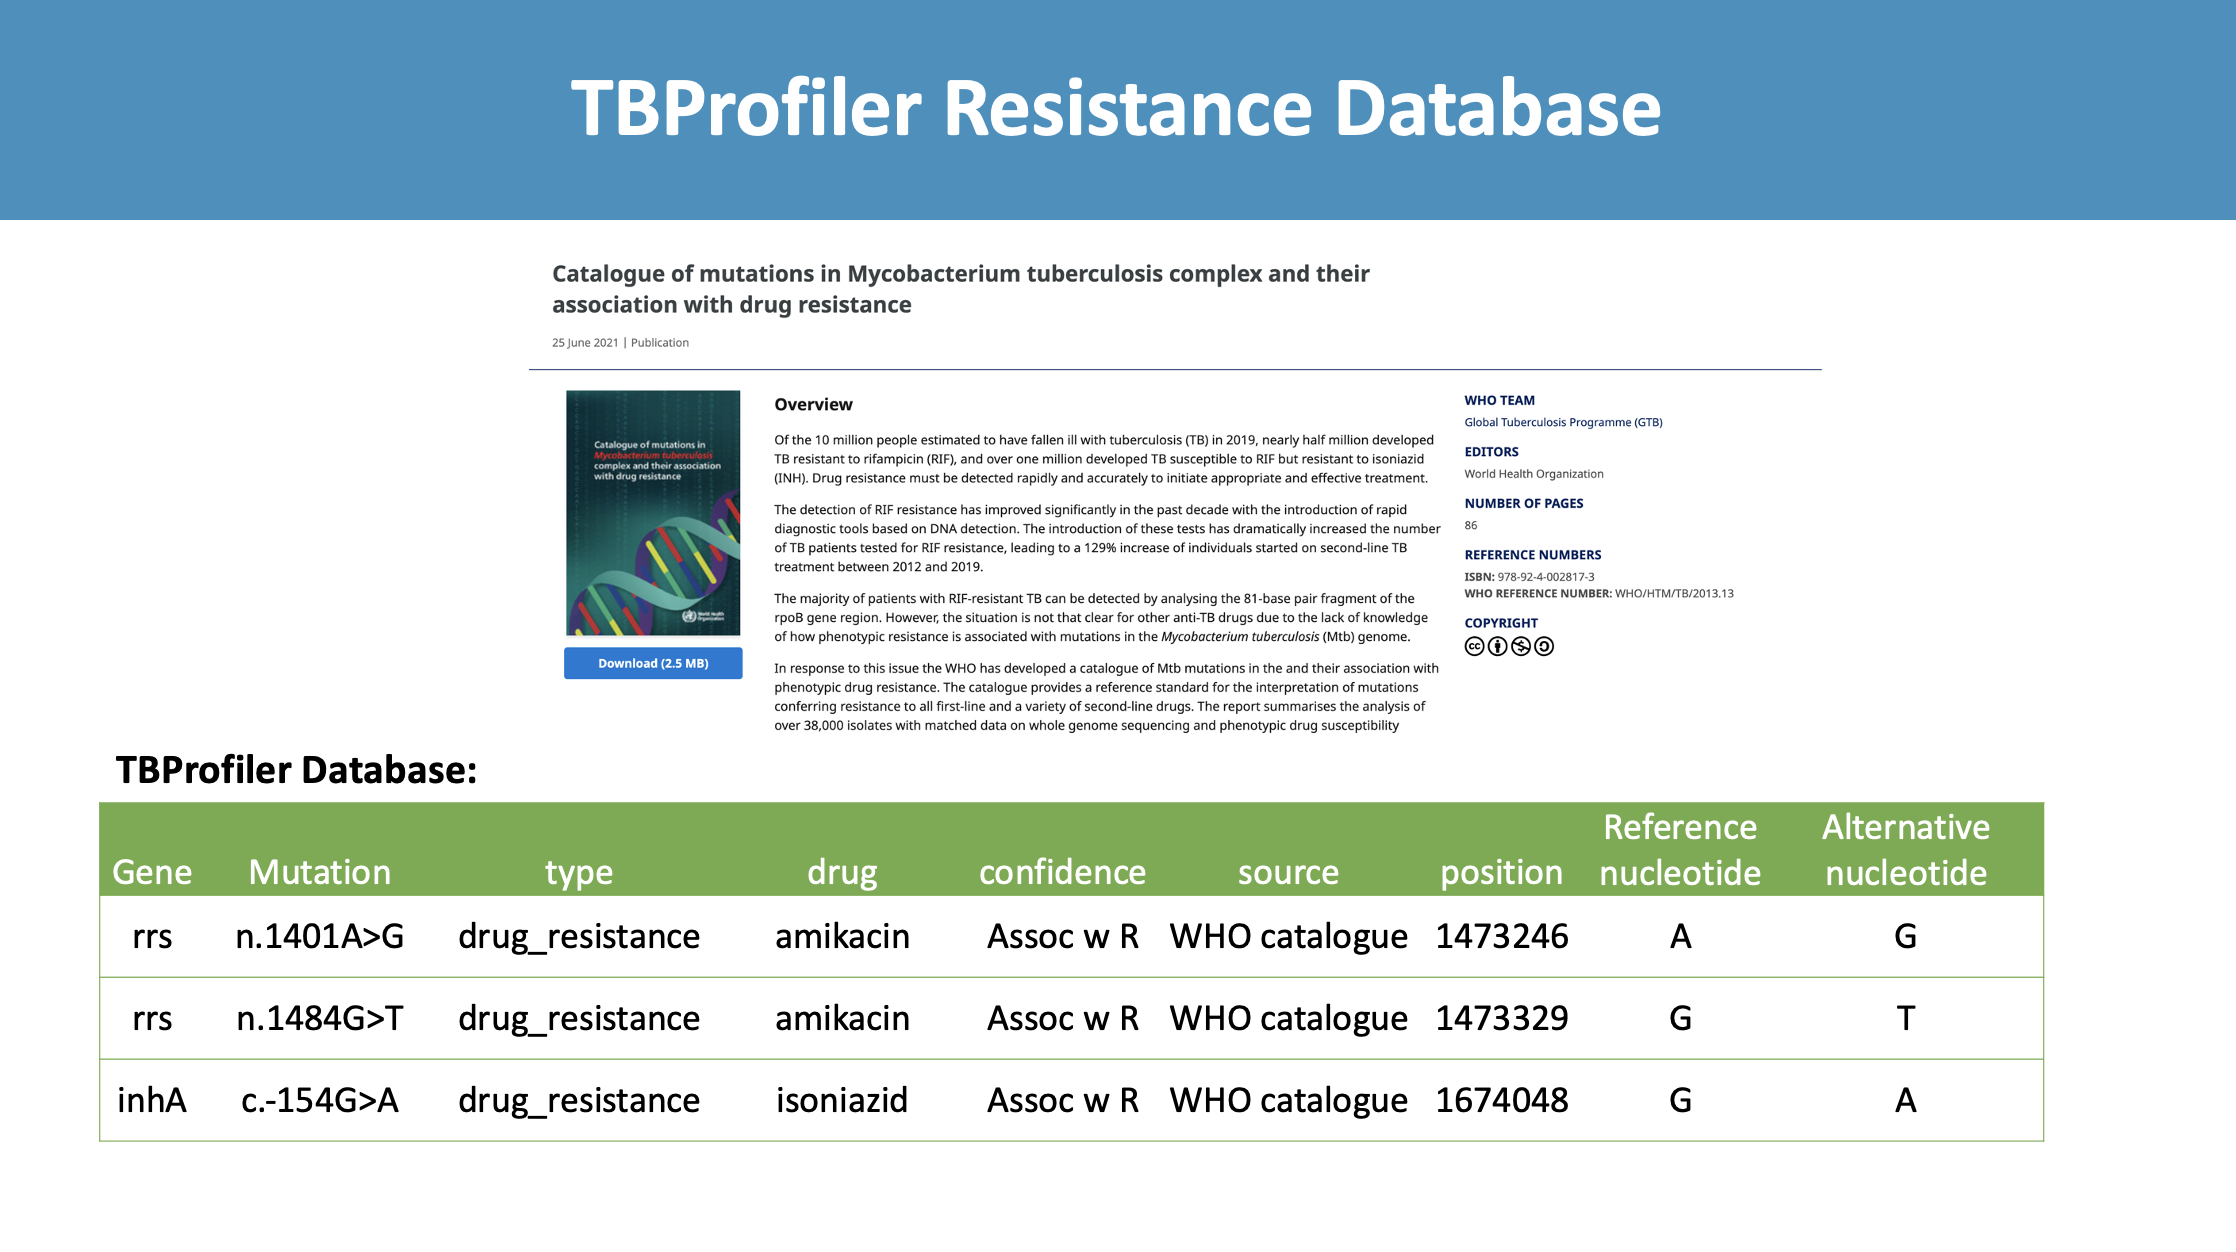 TBProfiler Resistance Database
Catalogue of mutations in Mycobacterium tuberculosis complex and their
association with drug resistance
25 June 2021 | Publication
Catalogue of mutations in
Mycobacterium tuberculosis
complex and their association
with drug resistance
World Health
Organization
Download (2.5 MB)
Overview
Of the 10 million people estimated to have fallen ill with tuberculosis (TB) in 2019, nearly half million developed
TB resistant to rifampicin (RIF), and over one million developed TB susceptible to RIF but resistant to isoniazid
(INH). Drug resistance must be detected rapidly and accurately to initiate appropriate and effective treatment.
The detection of RIF resistance has improved significantly in the past decade with the introduction of rapid
diagnostic tools based on DNA detection. The introduction of these tests has dramatically increased the number
of TB patients tested for RIF resistance, leading to a 129% increase of individuals started on second-line TB
treatment between 2012 and 2019.
The majority of patients with RIF-resistant TB can be detected by analysing the 81-base pair fragment of the
rpoB gene region. However, the situation is not that clear for other anti-TB drugs due to the lack of knowledge
of how phenotypic resistance is associated with mutations in the Mycobacterium tuberculosis (Mtb) genome.
In response to this issue the WHO has developed a catalogue of Mtb mutations in the and their association with
phenotypic drug resistance. The catalogue provides a reference standard for the interpretation of mutations
conferring resistance to all first-line and a variety of second-line drugs. The report summarises the analysis of
over 38,000 isolates with matched data on whole genome sequencing and phenotypic drug susceptibility
WHO TEAM
Global Tuberculosis Programme (GTB)
EDITORS
World Health Organization
NUMBER OF PAGES
86
REFERENCE NUMBERS
ISBN: 978-92-4-002817-3
WHO REFERENCE NUMBER: WHO/HTM/TB/2013.13
COPYRIGHT
cc
TBProfiler Database:
Gene Mutation type drug confidence source position Reference nucleotide Alternative nucleotide
rrs n.1401A>G drug_resistance amikacin Assoc w R WHO catalogue 1473246 A G
rrs n.1484G>T drug_resistance amikacin Assoc w R WHO catalogue 1473329 G T
inhA c.-154G>A drug_resistance isoniazid Assoc w R WHO catalogue 1674048 G A